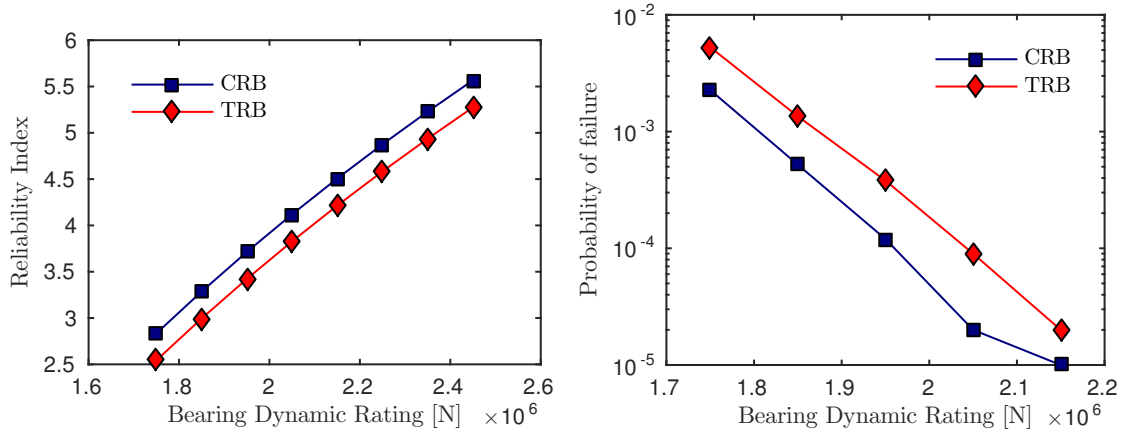 Reliability Index
6
5.5
5
4.5
4
3.5
3
2.5
CRB
TRB
1.6 1.8 2 2.2 2.4 2.6
Bearing Dynamic Rating [N] ×10^6
Probability of failure
10^-2
10^-3
10^-4
10^-5
CRB
TRB
1.7 1.8 1.9 2 2.1 2.2
Bearing Dynamic Rating [N] ×10^6